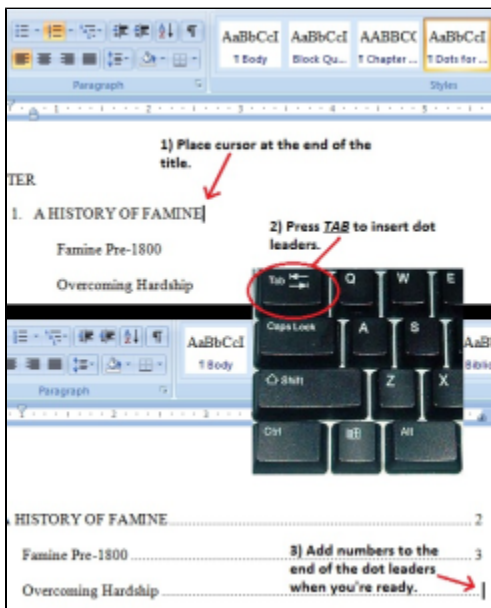 AaBbCcI AaBbCcI AABBCC AaBbCcI
¶ Body Block Qu... ¶ Chapter ... ¶ Dots for ...
Paragraph Styles
1) Place cursor at the end of the
title.
TER
1. A HISTORY OF FAMINE
2) Press TAB to insert dot
leaders.
Famine Pre-1800
Overcoming Hardship
Tab Q W E
Caps Lock A S
Shift Z X
Ctrl Alt
AaBbCcI AaB
¶ Body Biblio
Paragraph
HISTORY OF FAMINE 2
Famine Pre-1800 3
3) Add numbers to the
end of the dot leaders
when you're ready.
Overcoming Hardship